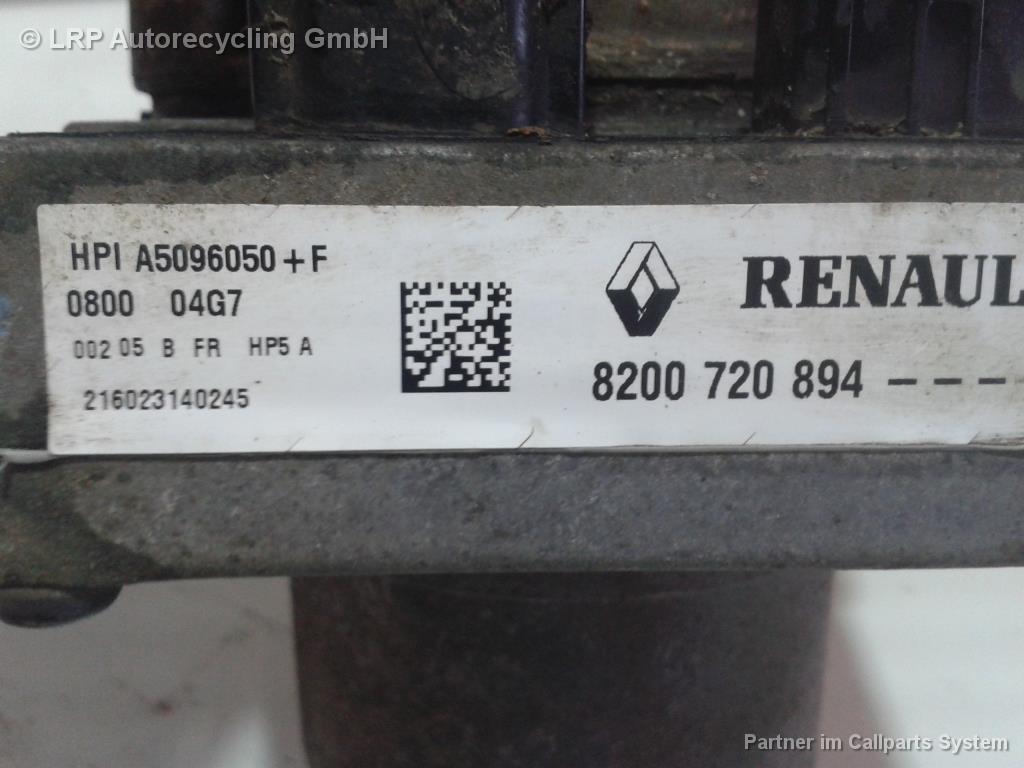 © LRP Autorecycling GmbH
HPI A5096050+F
0800 04G7
002 05 B FR HP5 A
216023140245
RENAUL
8200 720 894 ----
Partner im Callparts System